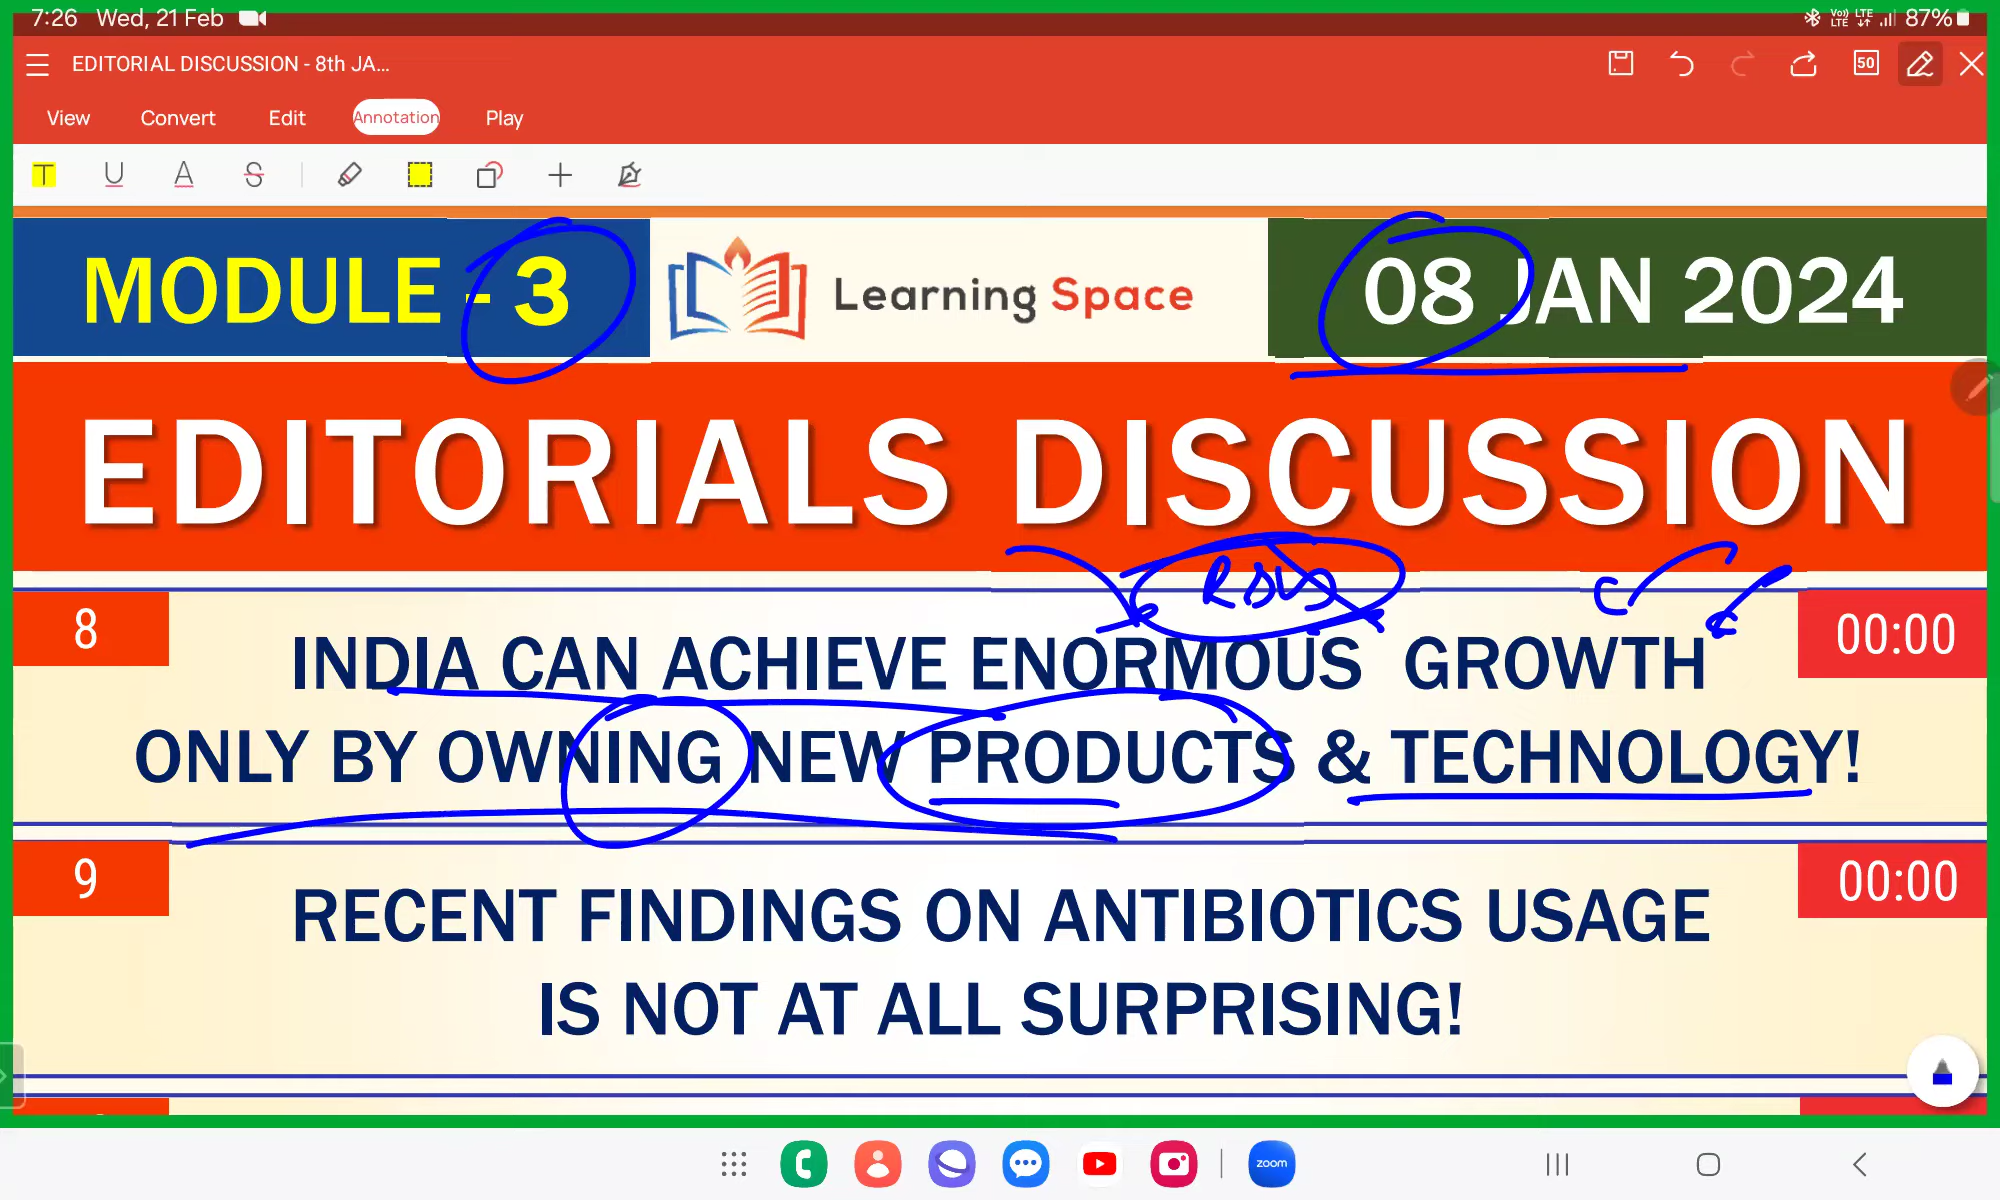 7:26 Wed, 21 Feb 87%
EDITORIAL DISCUSSION - 8th JA... 50
View Convert Edit Annotation Play
MODULE - 3 Learning Space 08 JAN 2024
EDITORIALS DISCUSSION
8 INDIA CAN ACHIEVE ENORMOUS GROWTH 00:00
ONLY BY OWNING NEW PRODUCTS & TECHNOLOGY!
9 RECENT FINDINGS ON ANTIBIOTICS USAGE 00:00
IS NOT AT ALL SURPRISING!
zoom